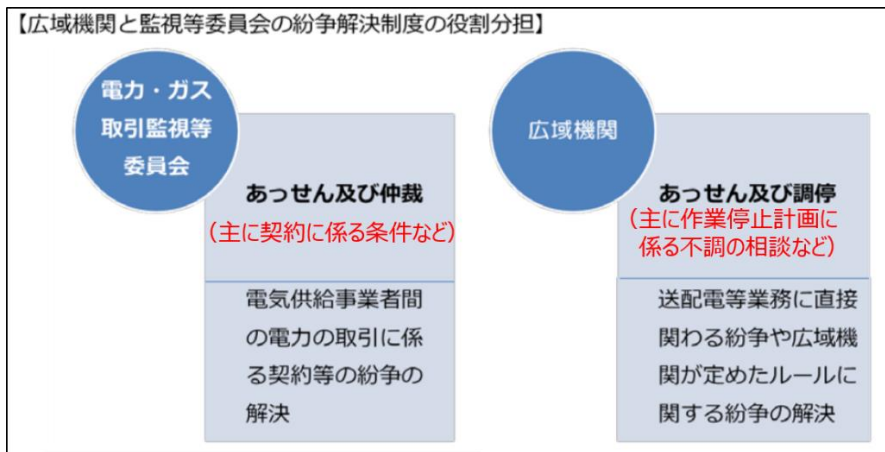 【広域機関と監視等委員会の紛争解決制度の役割分担】
電力・ガス
取引監視等
委員会
あっせん及び仲裁
（主に契約に係る条件など）
電気供給事業者間
の電力の取引に係
る契約等の紛争の
解決
広域機関
あっせん及び調停
（主に作業停止計画に
係る不調の相談など）
送配電等業務に直接
関わる紛争や広域機
関が定めたルールに
関する紛争の解決